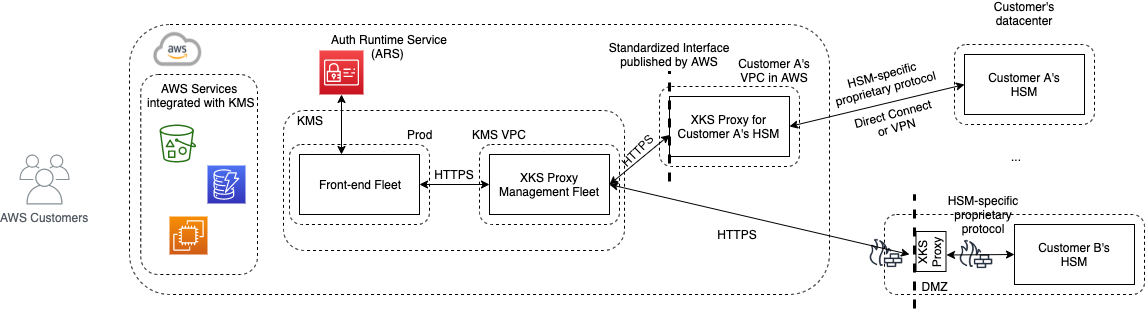 AWS Customers
aws
AWS Services
integrated with KMS
Auth Runtime Service
(ARS)
KMS
Prod
Front-end Fleet
HTTPS
KMS VPC
XKS Proxy
Management Fleet
HTTPS
Standardized Interface
published by AWS
Customer A's
VPC in AWS
XKS Proxy for
Customer A's HSM
HSM-specific
proprietary protocol
Direct Connect
or VPN
Customer's
datacenter
Customer A's
HSM
...
HTTPS
XKS
Proxy
DMZ
HSM-specific
proprietary
protocol
Customer B's
HSM